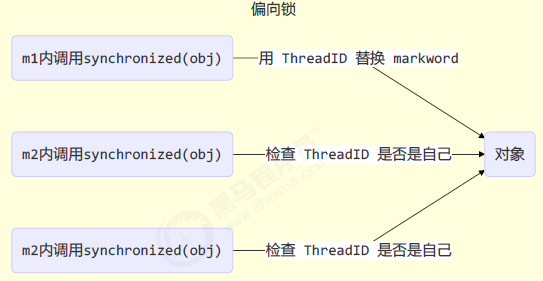 偏向锁
m1内调用synchronized(obj)
用 ThreadID 替换 markword
m2内调用synchronized(obj)
检查 ThreadID 是否是自己
对象
m2内调用synchronized(obj)
检查 ThreadID 是否是自己
黑马程序员
www.itheima.com